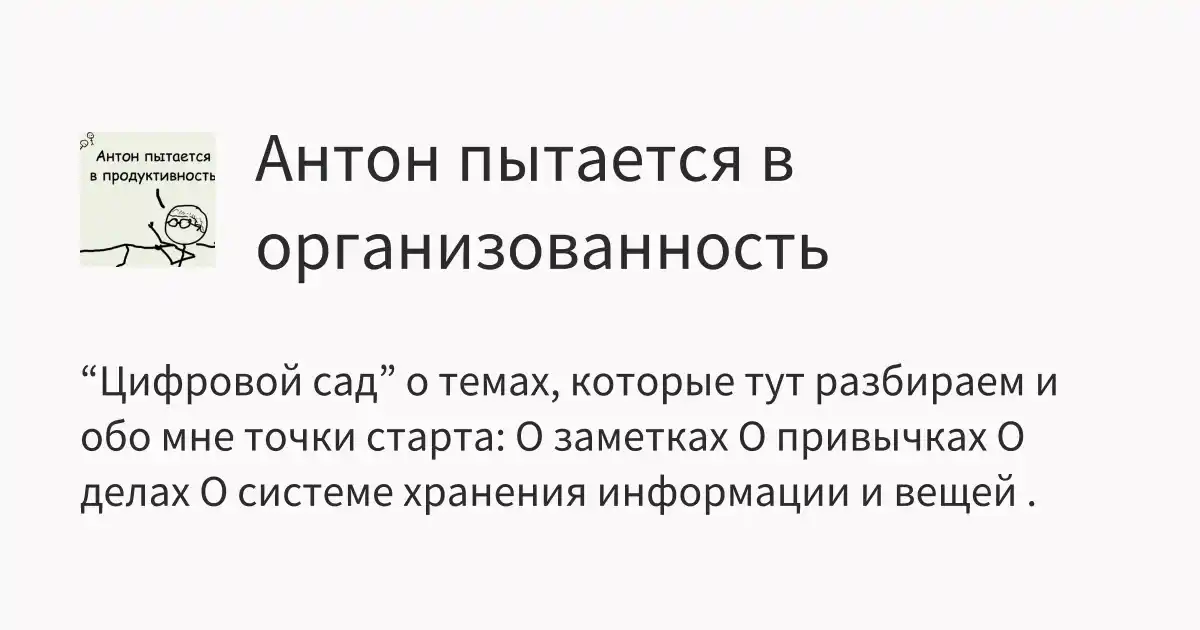 Антон пытается
в продуктивность
Антон пытается в
организованность
“Цифровой сад” о темах, которые тут разбираем и
обо мне точки старта: О заметках О привычках О
делах О системе хранения информации и вещей .